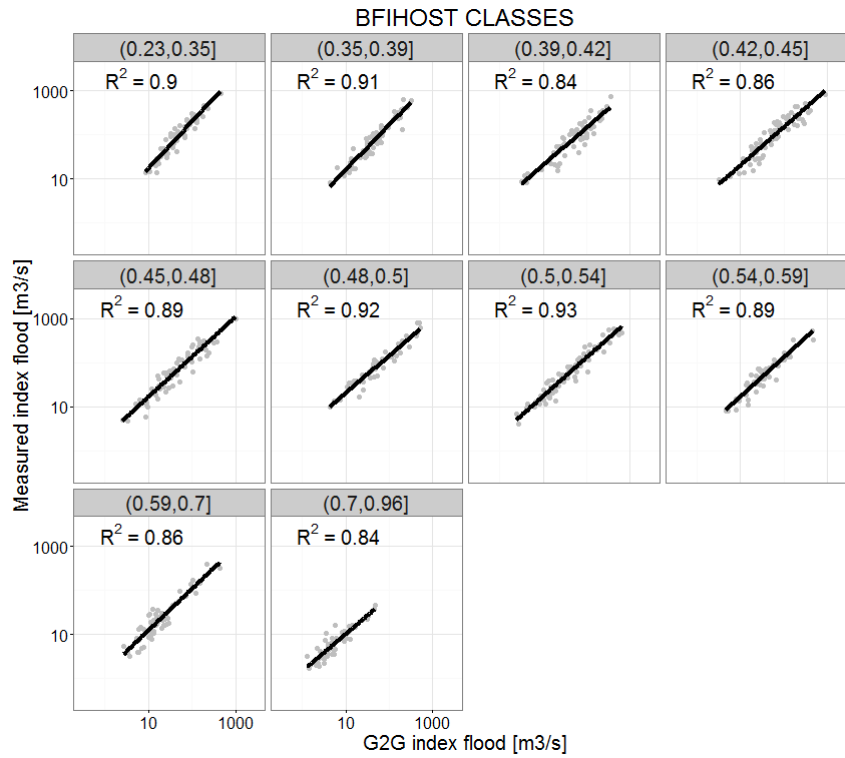 BFIHOST CLASSES
(0.23,0.35] (0.35,0.39] (0.39,0.42] (0.42,0.45]
R² = 0.9 R² = 0.91 R² = 0.84 R² = 0.86
1000
10
(0.45,0.48] (0.48,0.5] (0.5,0.54] (0.54,0.59]
R² = 0.89 R² = 0.92 R² = 0.93 R² = 0.89
1000
10
(0.59,0.7] (0.7,0.96]
R² = 0.86 R² = 0.84
1000
10
10 1000 10 1000
Measured index flood [m3/s]
G2G index flood [m3/s]